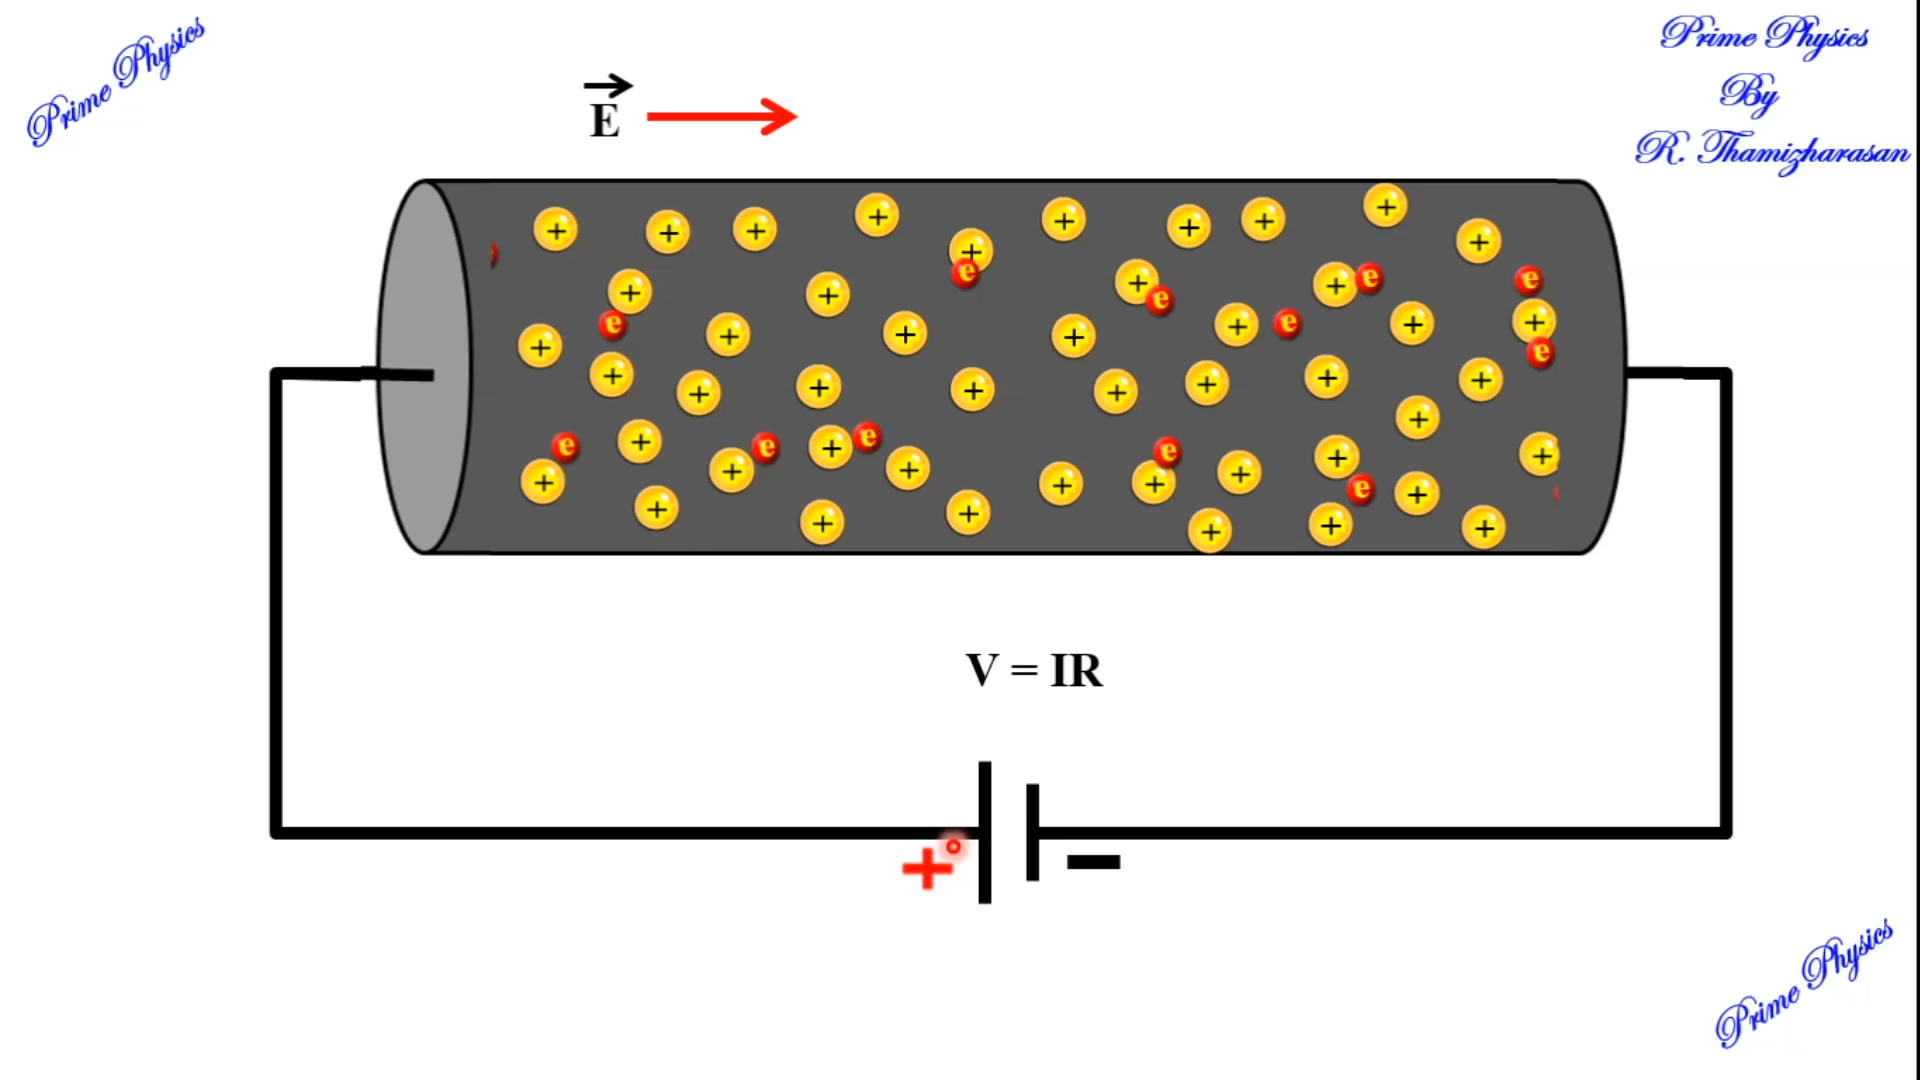 Prime Physics
Prime Physics
By
R. Thamizharasan
E
+ + + + + + + + + +
+ + + + +
e e e e e e e
+ + + + + + + +
+ + + + + + + + +
e e e e e
+ + + + + + + + + + + + +
+ + + + + + +
V = IR
+ −
Prime Physics